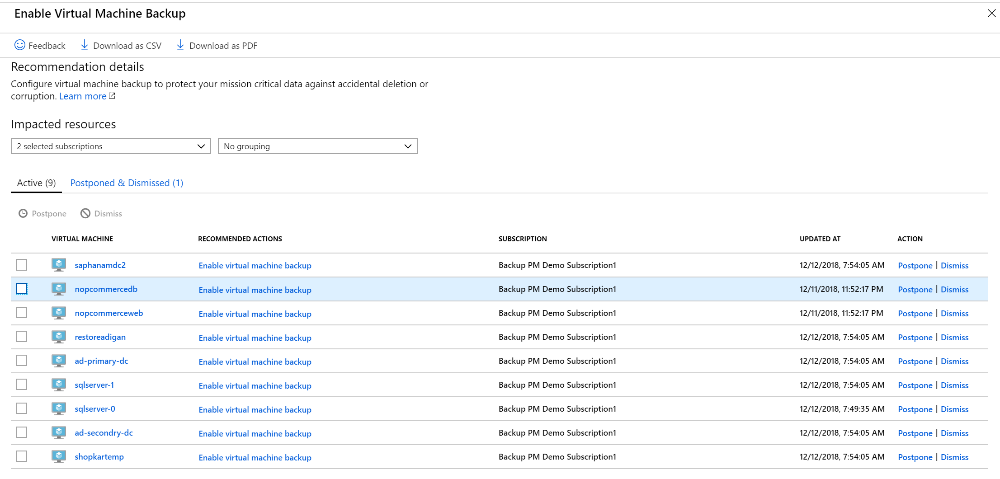 Enable Virtual Machine Backup
Feedback Download as CSV Download as PDF
Recommendation details
Configure virtual machine backup to protect your mission critical data against accidental deletion or
corruption. Learn more
Impacted resources
2 selected subscriptions No grouping
Active (9) Postponed & Dismissed (1)
Postpone Dismiss
VIRTUAL MACHINE RECOMMENDED ACTIONS SUBSCRIPTION UPDATED AT ACTION
saphanamdc2 Enable virtual machine backup Backup PM Demo Subscription1 12/12/2018, 7:54:05 AM Postpone | Dismiss
nopcommercedb Enable virtual machine backup Backup PM Demo Subscription1 12/11/2018, 11:52:17 PM Postpone | Dismiss
nopcommerceweb Enable virtual machine backup Backup PM Demo Subscription1 12/11/2018, 11:52:17 PM Postpone | Dismiss
restoreadigan Enable virtual machine backup Backup PM Demo Subscription1 12/12/2018, 7:54:05 AM Postpone | Dismiss
ad-primary-dc Enable virtual machine backup Backup PM Demo Subscription1 12/12/2018, 7:54:05 AM Postpone | Dismiss
sqlserver-1 Enable virtual machine backup Backup PM Demo Subscription1 12/12/2018, 7:54:05 AM Postpone | Dismiss
sqlserver-0 Enable virtual machine backup Backup PM Demo Subscription1 12/12/2018, 7:49:35 AM Postpone | Dismiss
ad-secondry-dc Enable virtual machine backup Backup PM Demo Subscription1 12/12/2018, 7:54:05 AM Postpone | Dismiss
shopkartemp Enable virtual machine backup Backup PM Demo Subscription1 12/12/2018, 7:54:05 AM Postpone | Dismiss